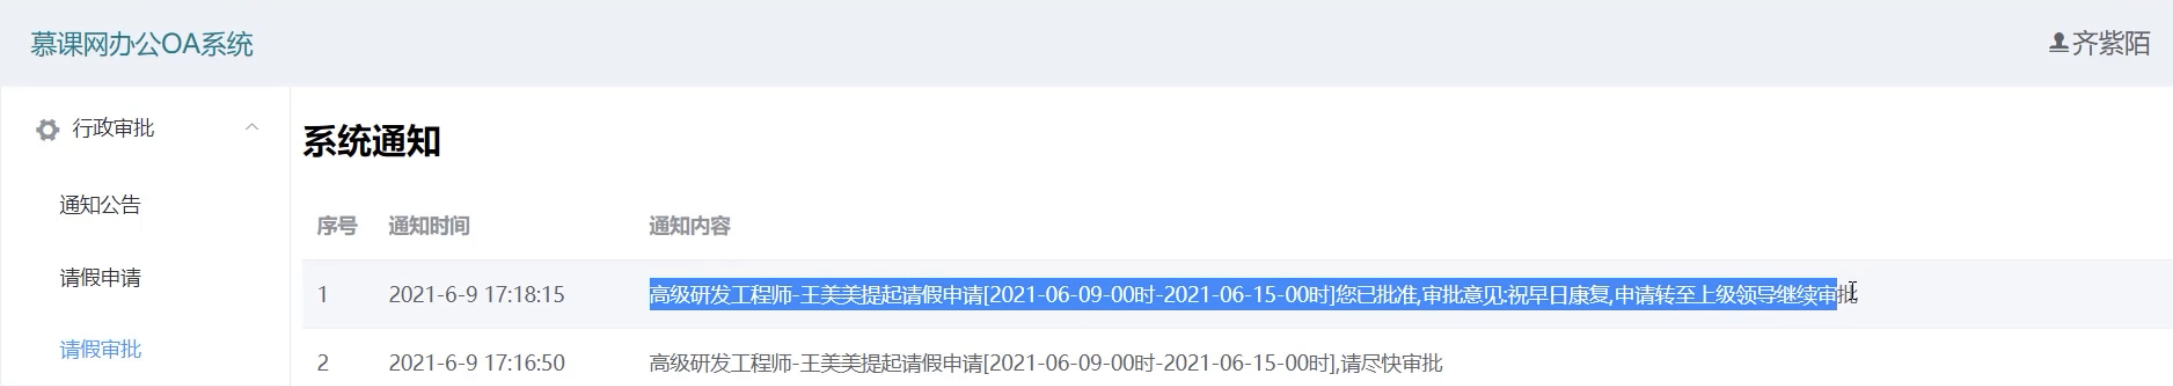 慕课网办公OA系统
齐紫陌
行政审批
通知公告
请假申请
请假审批
系统通知
序号 通知时间 通知内容
1 2021-6-9 17:18:15 高级研发工程师-王美美提起请假申请[2021-06-09-00时-2021-06-15-00时]您已批准,审批意见:祝早日康复,申请转至上级领导继续审批
2 2021-6-9 17:16:50 高级研发工程师-王美美提起请假申请[2021-06-09-00时-2021-06-15-00时],请尽快审批